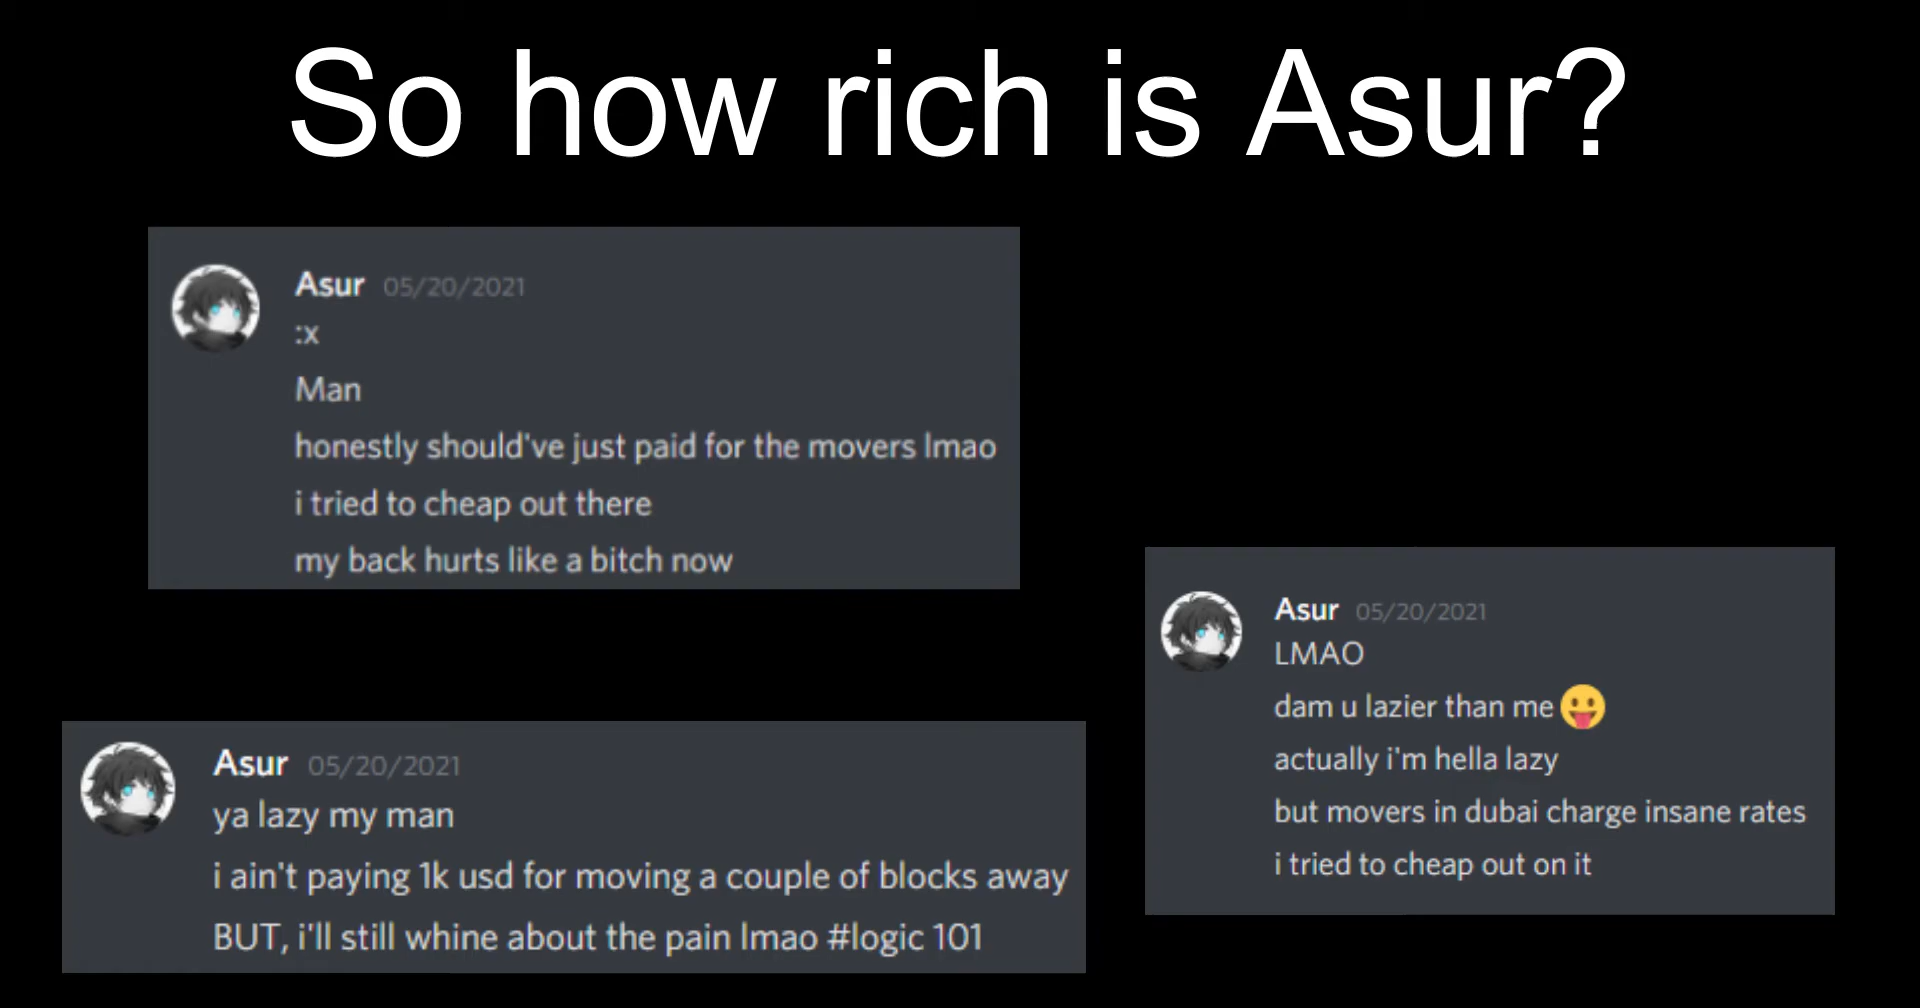 So how rich is Asur?
Asur 05/20/2021
:x
Man
honestly should've just paid for the movers lmao
i tried to cheap out there
my back hurts like a bitch now
Asur 05/20/2021
LMAO
dam u lazier than me 😛
actually i'm hella lazy
but movers in dubai charge insane rates
i tried to cheap out on it
Asur 05/20/2021
ya lazy my man
i ain't paying 1k usd for moving a couple of blocks away
BUT, i'll still whine about the pain lmao #logic 101